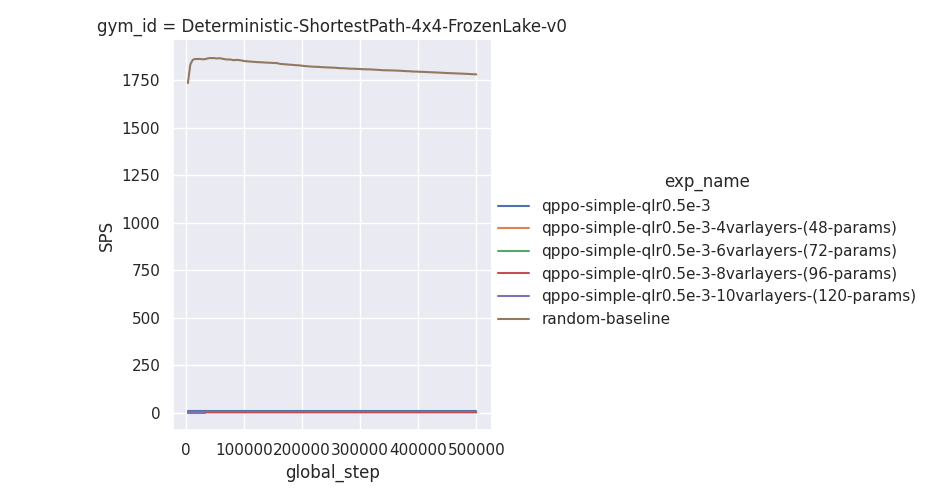 gym_id = Deterministic-ShortestPath-4x4-FrozenLake-v0
1750
1500
1250
1000
750
500
250
0
SPS
0 100000 200000 300000 400000 500000
global_step
exp_name
qppo-simple-qlr0.5e-3
qppo-simple-qlr0.5e-3-4varlayers-(48-params)
qppo-simple-qlr0.5e-3-6varlayers-(72-params)
qppo-simple-qlr0.5e-3-8varlayers-(96-params)
qppo-simple-qlr0.5e-3-10varlayers-(120-params)
random-baseline